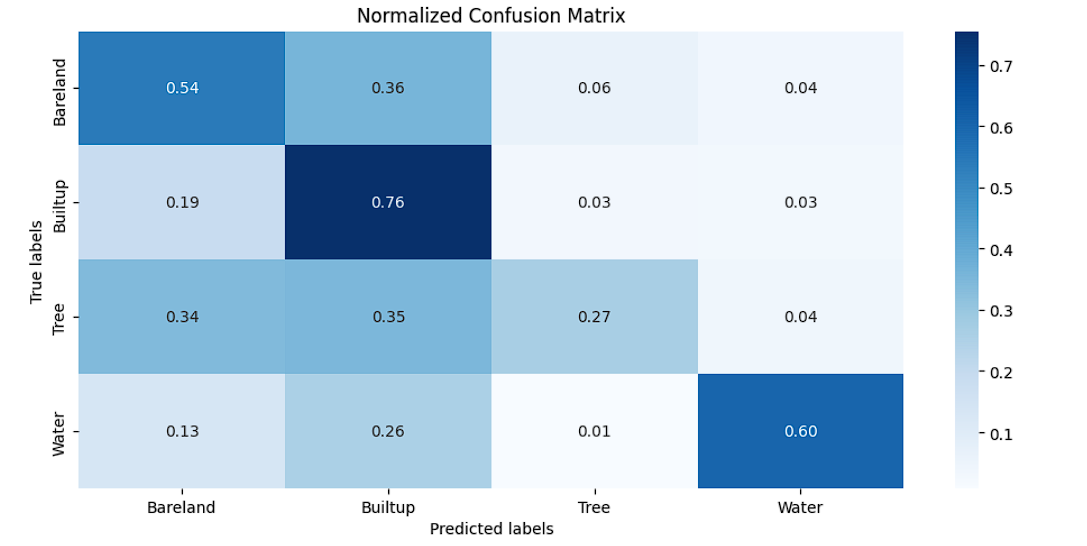 Normalized Confusion Matrix
True labels
Bareland 0.54 0.36 0.06 0.04
Builtup 0.19 0.76 0.03 0.03
Tree 0.34 0.35 0.27 0.04
Water 0.13 0.26 0.01 0.60
Bareland Builtup Tree Water
Predicted labels
0.7
0.6
0.5
0.4
0.3
0.2
0.1